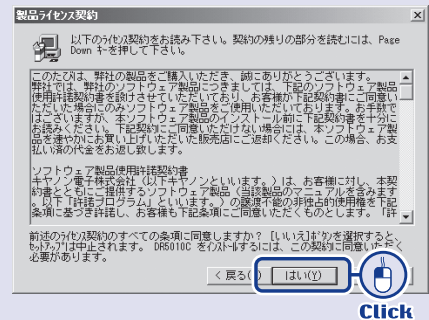 製品ライセンス契約
以下のライセンス契約をお読み下さい。契約の残りの部分を読むには、Page
Down キーを押して下さい。
このたびは、弊社の製品をご購入いただき、誠にありがとうございます。
弊社では、弊社のソフトウェア製品につきましては、下記のソフトウェア製品
使用許諾契約書を設けさせていただいており、お客様が下記契約書にご同意い
ただいた場合にのみソフトウェア製品をご使用いただいております。お手数で
はございますが、本ソフトウェア製品のインストール前に下記契約書を十分に
お読みください。下記契約にご同意いただけない場合には、本ソフトウェア製
品を速やかにお買い上げいただいた販売店にご返却ください。この場合、お支
払い済の代金をお返し致します。
ソフトウェア製品使用許諾契約書
キヤノン電子株式会社（以下キヤノンといいます。）は、お客様に対し、本契
約書とともにご提供するソフトウェア製品（当該製品のマニュアルを含みます
。以下「許諾プログラム」といいます。）の譲渡不能の非独占的使用権を下記
条項に基づき許諾し、お客様も下記条項にご同意いただくものとします。「許
前述のライセンス契約のすべての条項に同意しますか？ [いいえ]ボタンを選択すると、
セットアップは中止されます。 DR5010C をインストールするには、この契約に同意いただく
必要があります。
< 戻る( はい(Y)
Click